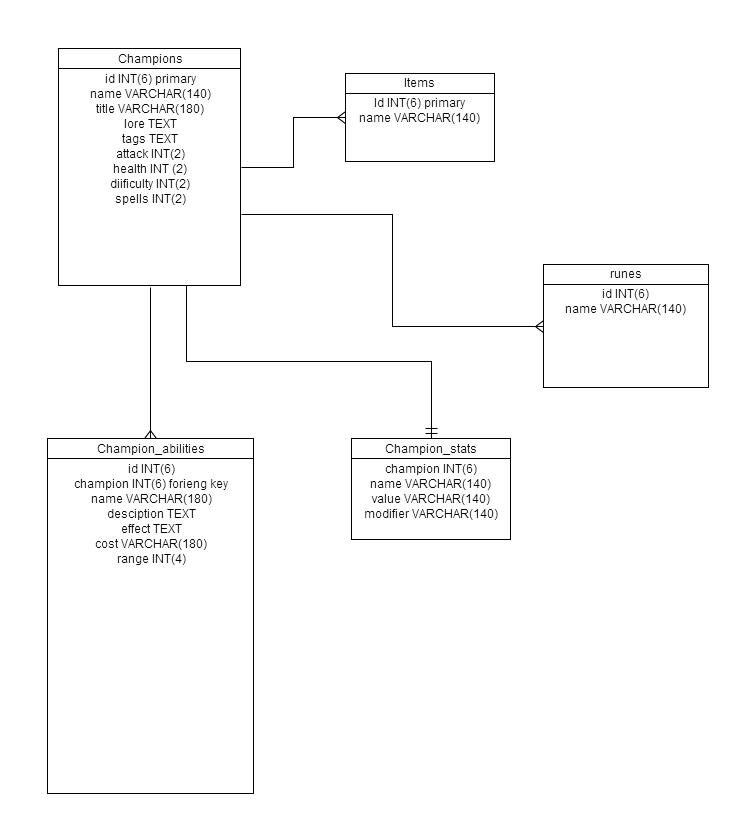 Champions
id INT(6) primary
name VARCHAR(140)
title VARCHAR(180)
lore TEXT
tags TEXT
attack INT(2)
health INT (2)
diificulty INT(2)
spells INT(2)
Items
Id INT(6) primary
name VARCHAR(140)
runes
id INT(6)
name VARCHAR(140)
Champion_abilities
id INT(6)
champion INT(6) forieng key
name VARCHAR(180)
desciption TEXT
effect TEXT
cost VARCHAR(180)
range INT(4)
Champion_stats
champion INT(6)
name VARCHAR(140)
value VARCHAR(140)
modifier VARCHAR(140)